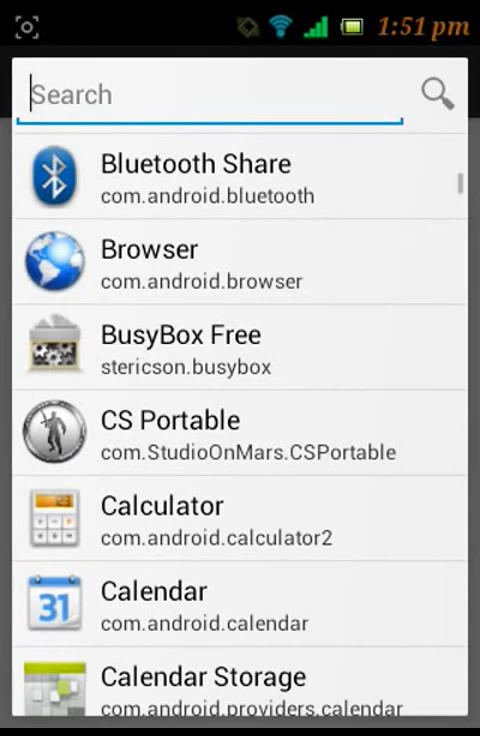 1:51 pm
Search
Bluetooth Share
com.android.bluetooth
Browser
com.android.browser
BusyBox Free
stericson.busybox
CS Portable
com.StudioOnMars.CSPortable
Calculator
com.android.calculator2
31
Calendar
com.android.calendar
Calendar Storage
com.android.providers.calendar